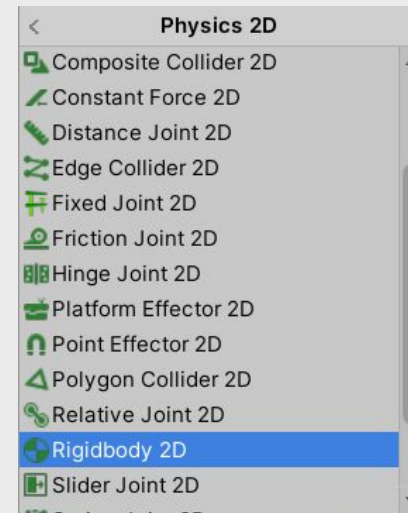 Physics 2D
Composite Collider 2D
Constant Force 2D
Distance Joint 2D
Edge Collider 2D
Fixed Joint 2D
Friction Joint 2D
Hinge Joint 2D
Platform Effector 2D
Point Effector 2D
Polygon Collider 2D
Relative Joint 2D
Rigidbody 2D
Slider Joint 2D